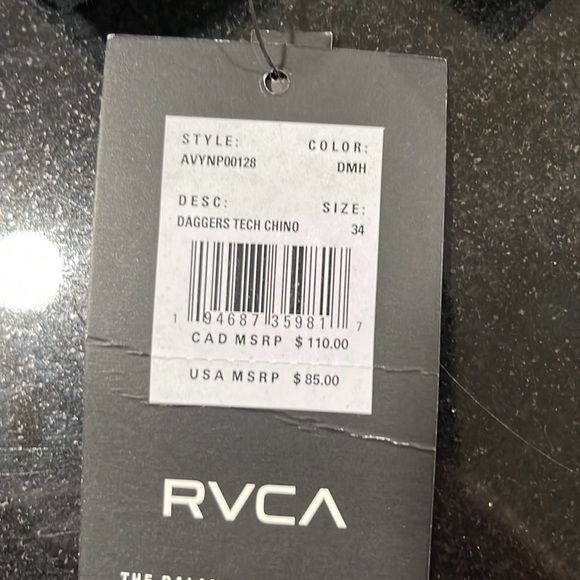 STYLE: COLOR:
AVYNP00128 DMH
DESC: SIZE:
DAGGERS TECH CHINO 34
1 94687 35981 7
CAD MSRP $ 110.00
USA MSRP $ 85.00
RVCA
THE